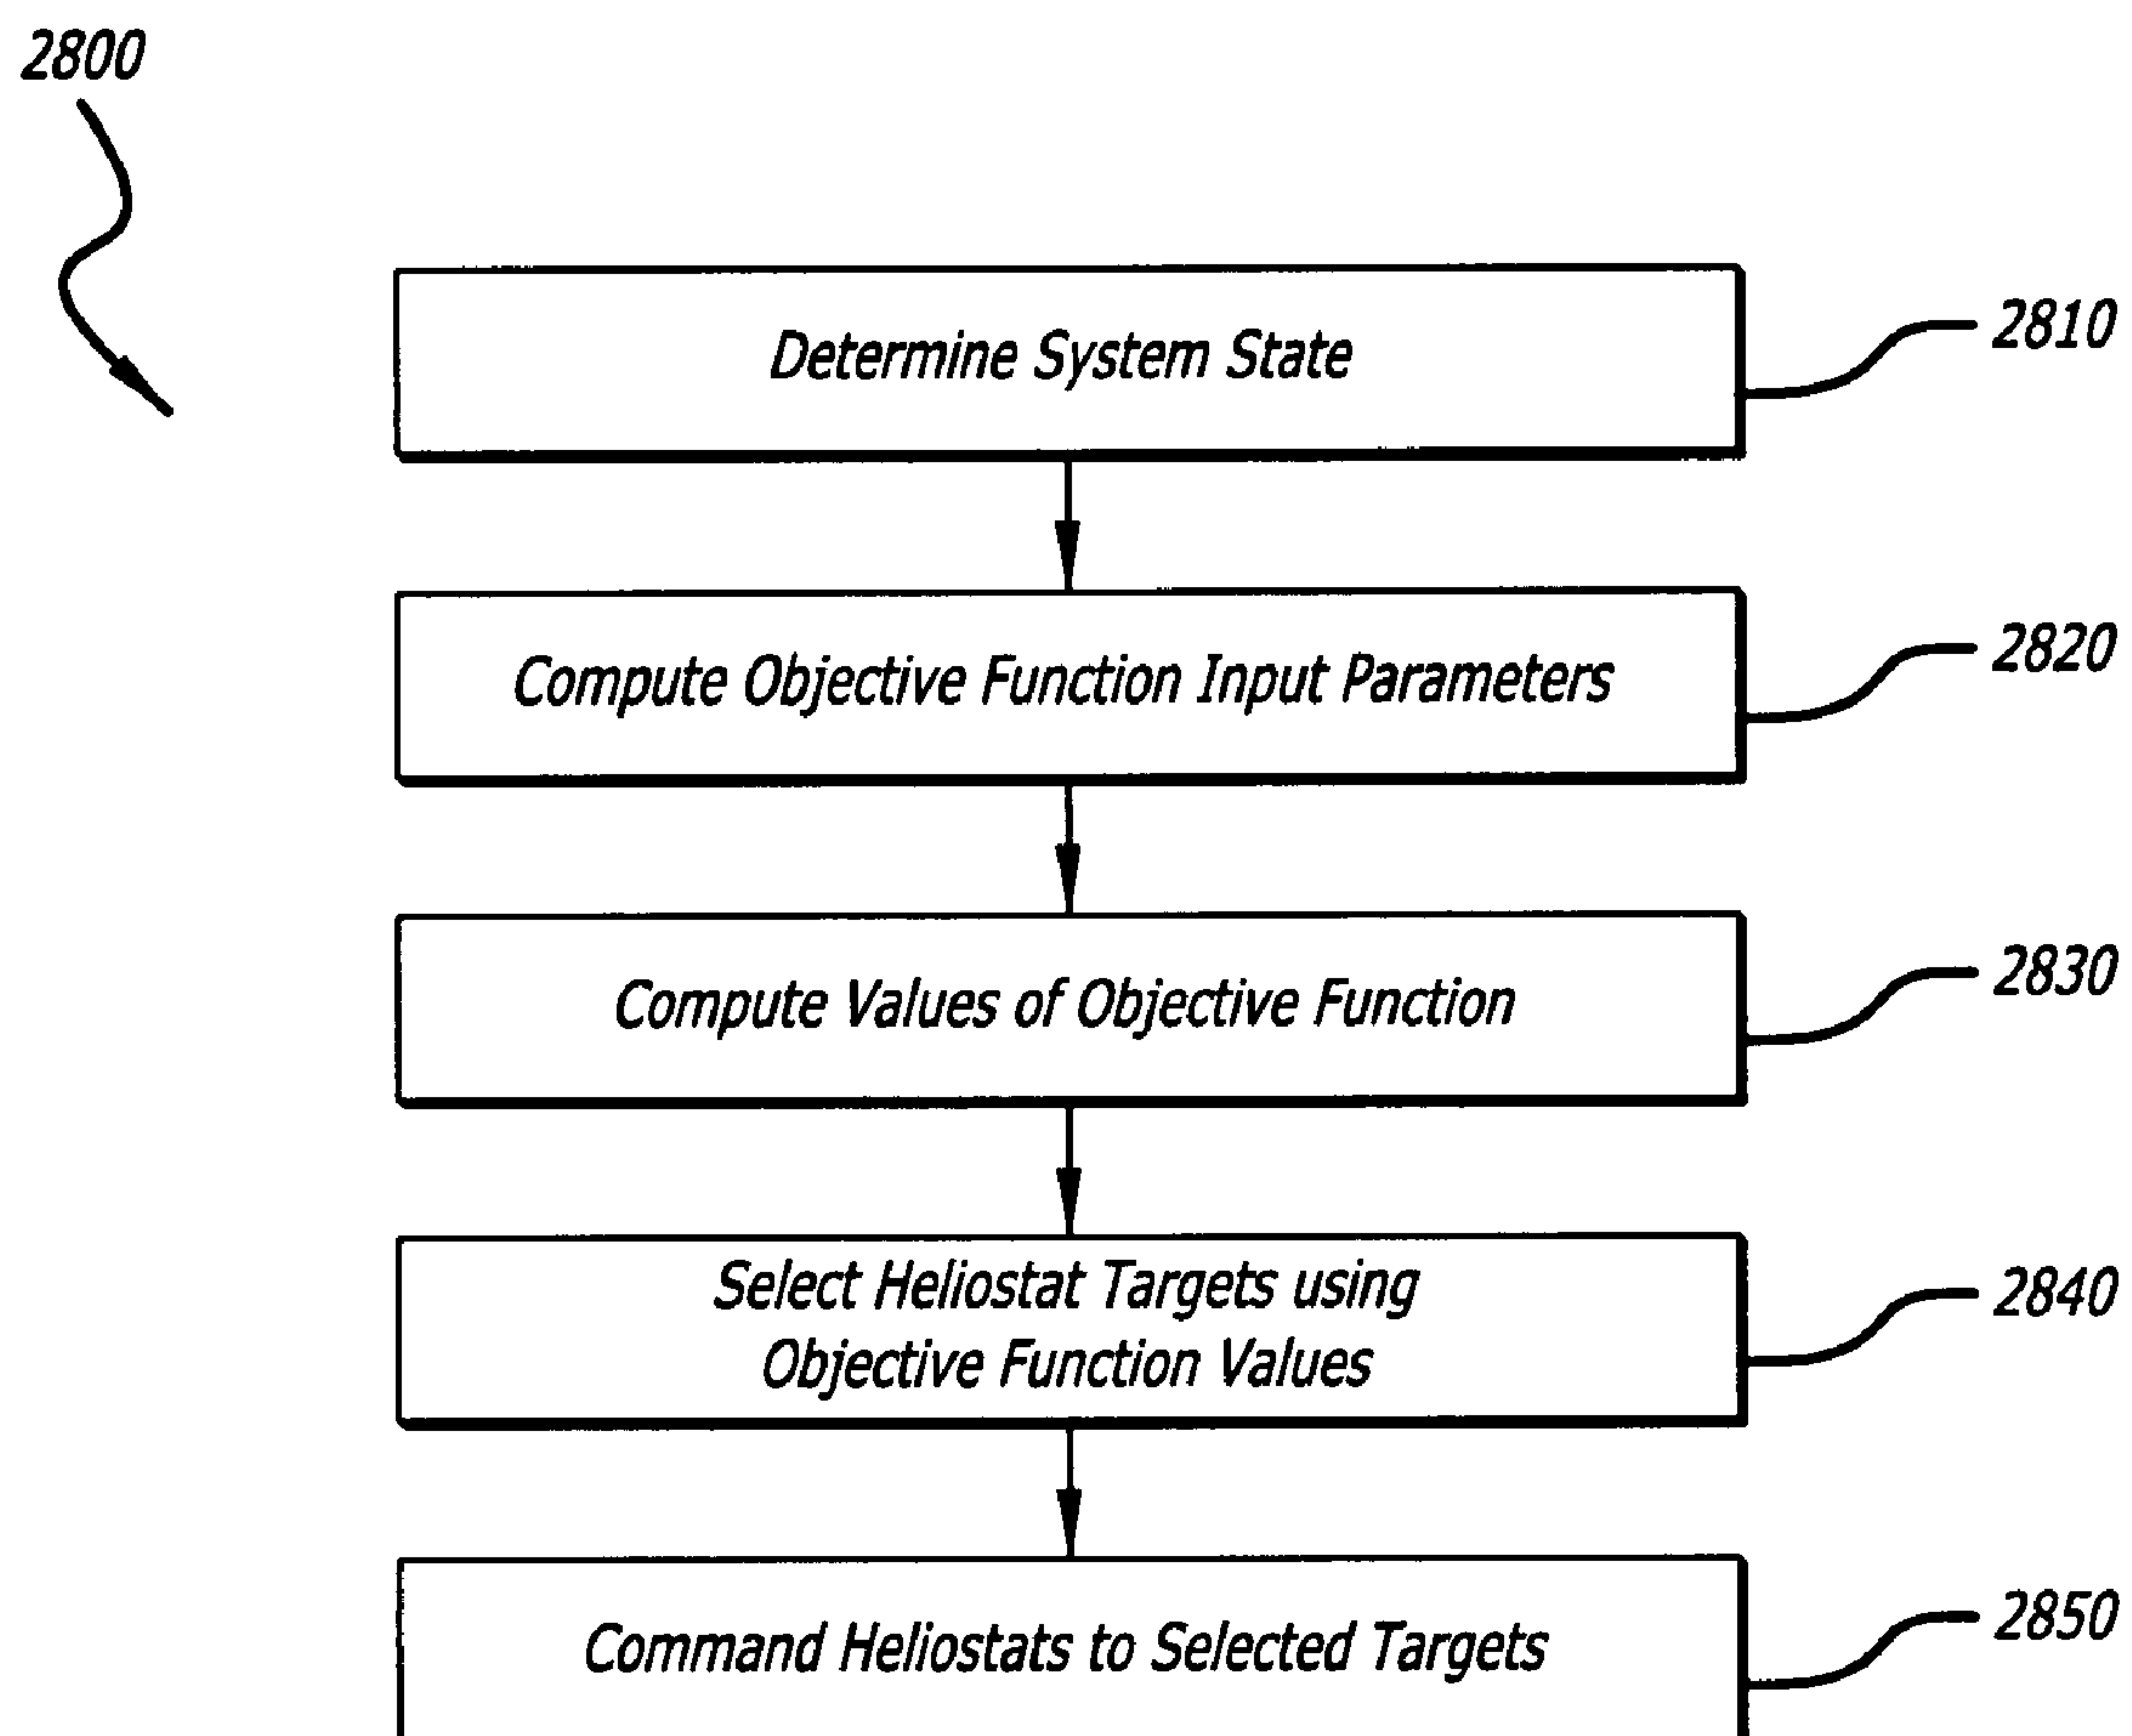 2800
Determine System State
2810
Compute Objective Function Input Parameters
2820
Compute Values of Objective Function
2830
Select Heliostat Targets using
Objective Function Values
2840
Command Heliostats to Selected Targets
2850